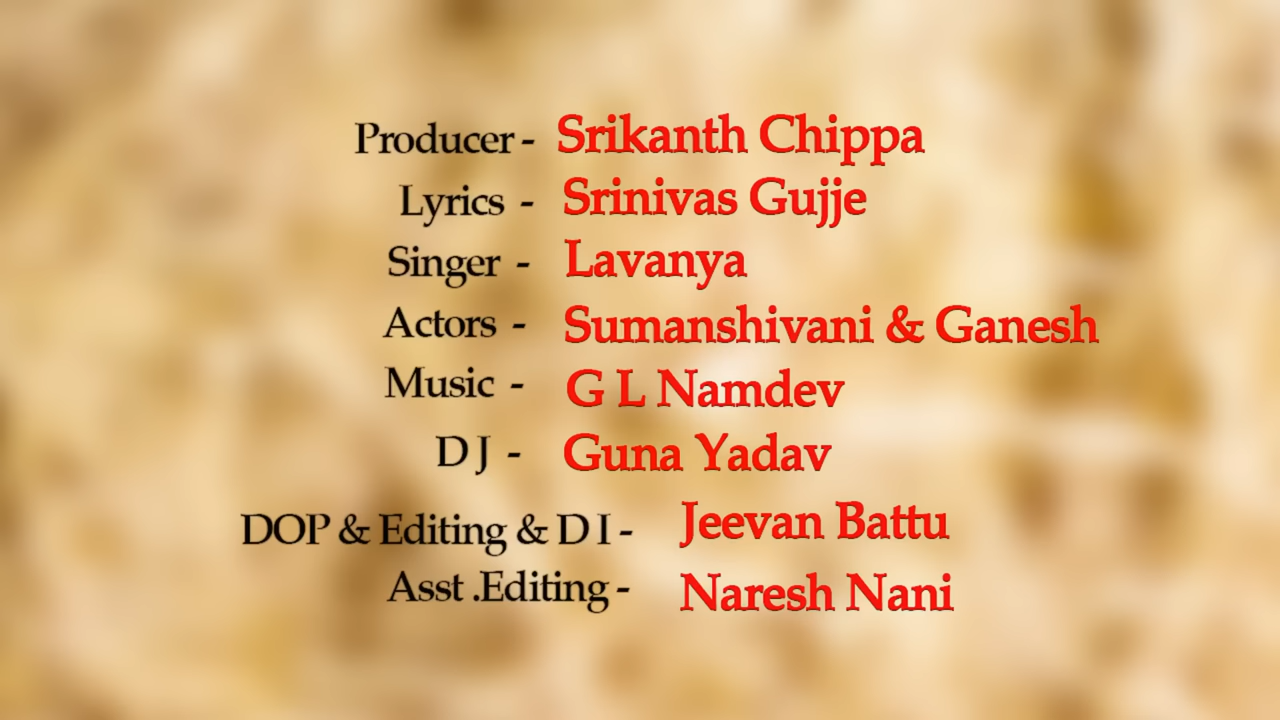 Producer - Srikanth Chippa
Lyrics - Srinivas Gujje
Singer - Lavanya
Actors - Sumanshivani & Ganesh
Music - G L Namdev
D J - Guna Yadav
DOP & Editing & D I - Jeevan Battu
Asst .Editing - Naresh Nani